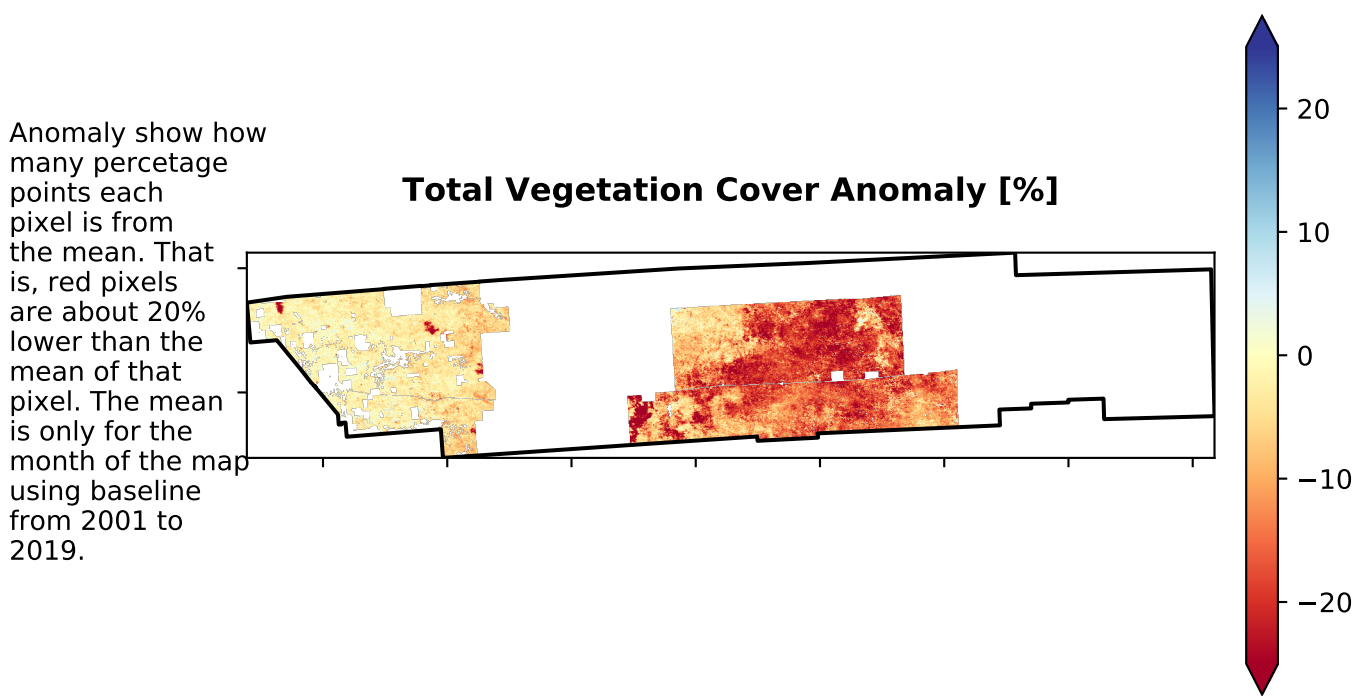 Anomaly show how
many percetage
points each
pixel is from
the mean. That
is, red pixels
are about 20%
lower than the
mean of that
pixel. The mean
is only for the
month of the map
using baseline
from 2001 to
2019.
Total Vegetation Cover Anomaly [%]
20
10
0
−10
−20